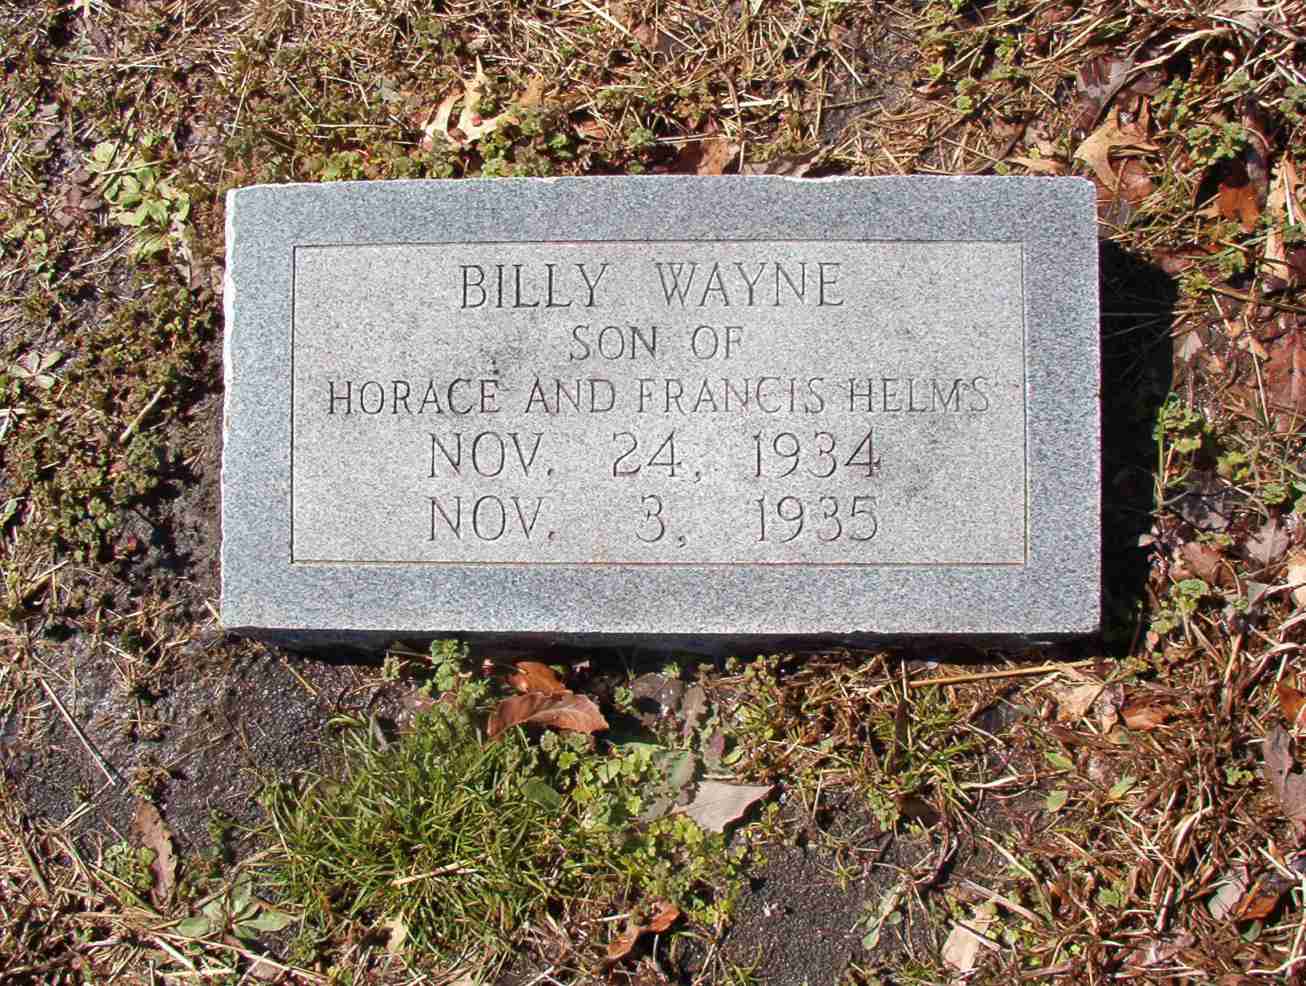 BILLY WAYNE
SON OF
HORACE AND FRANCIS HELMS
NOV. 24, 1934
NOV. 3, 1935